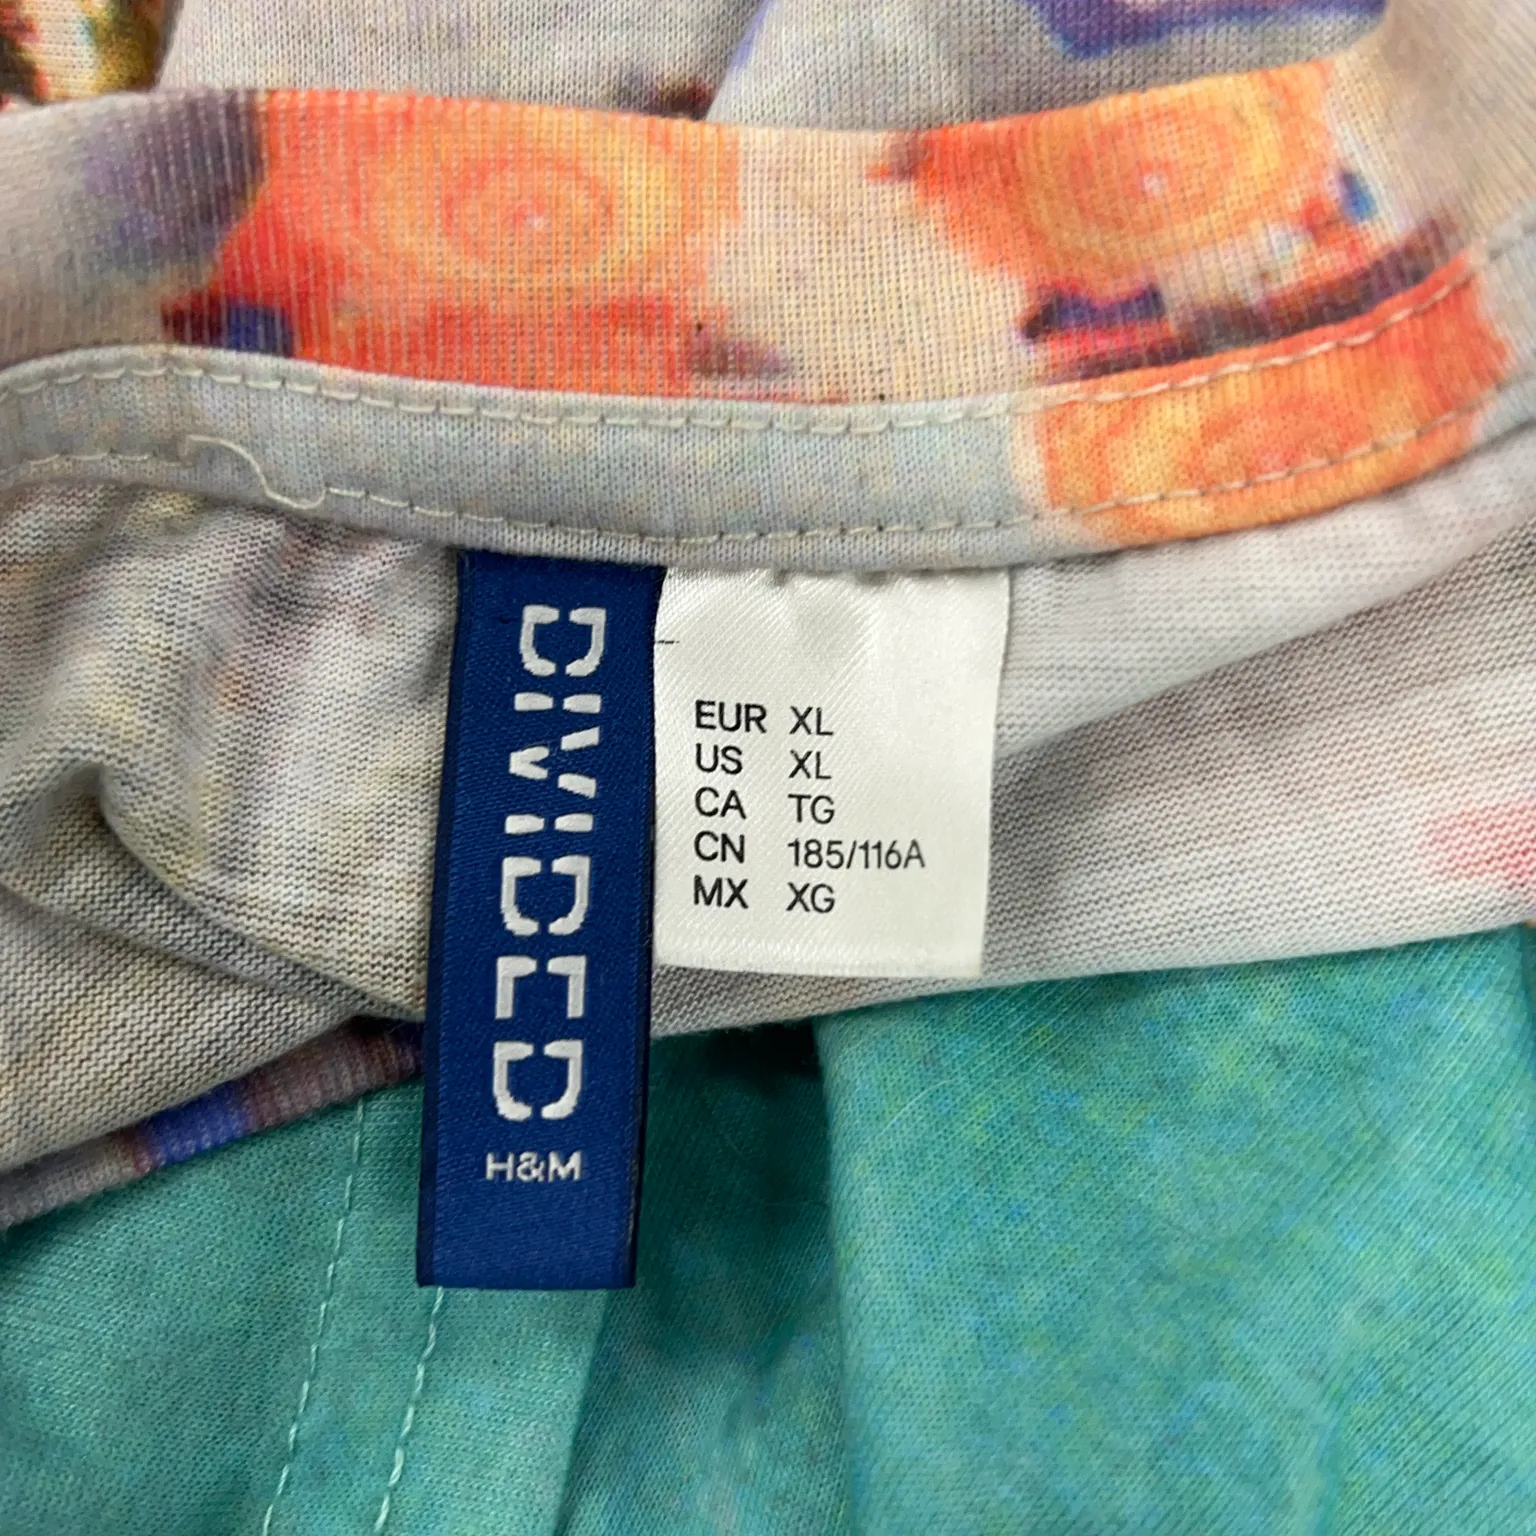 DIVIDED
H&M
EUR XL
US XL
CA TG
CN 185/116A
MX XG